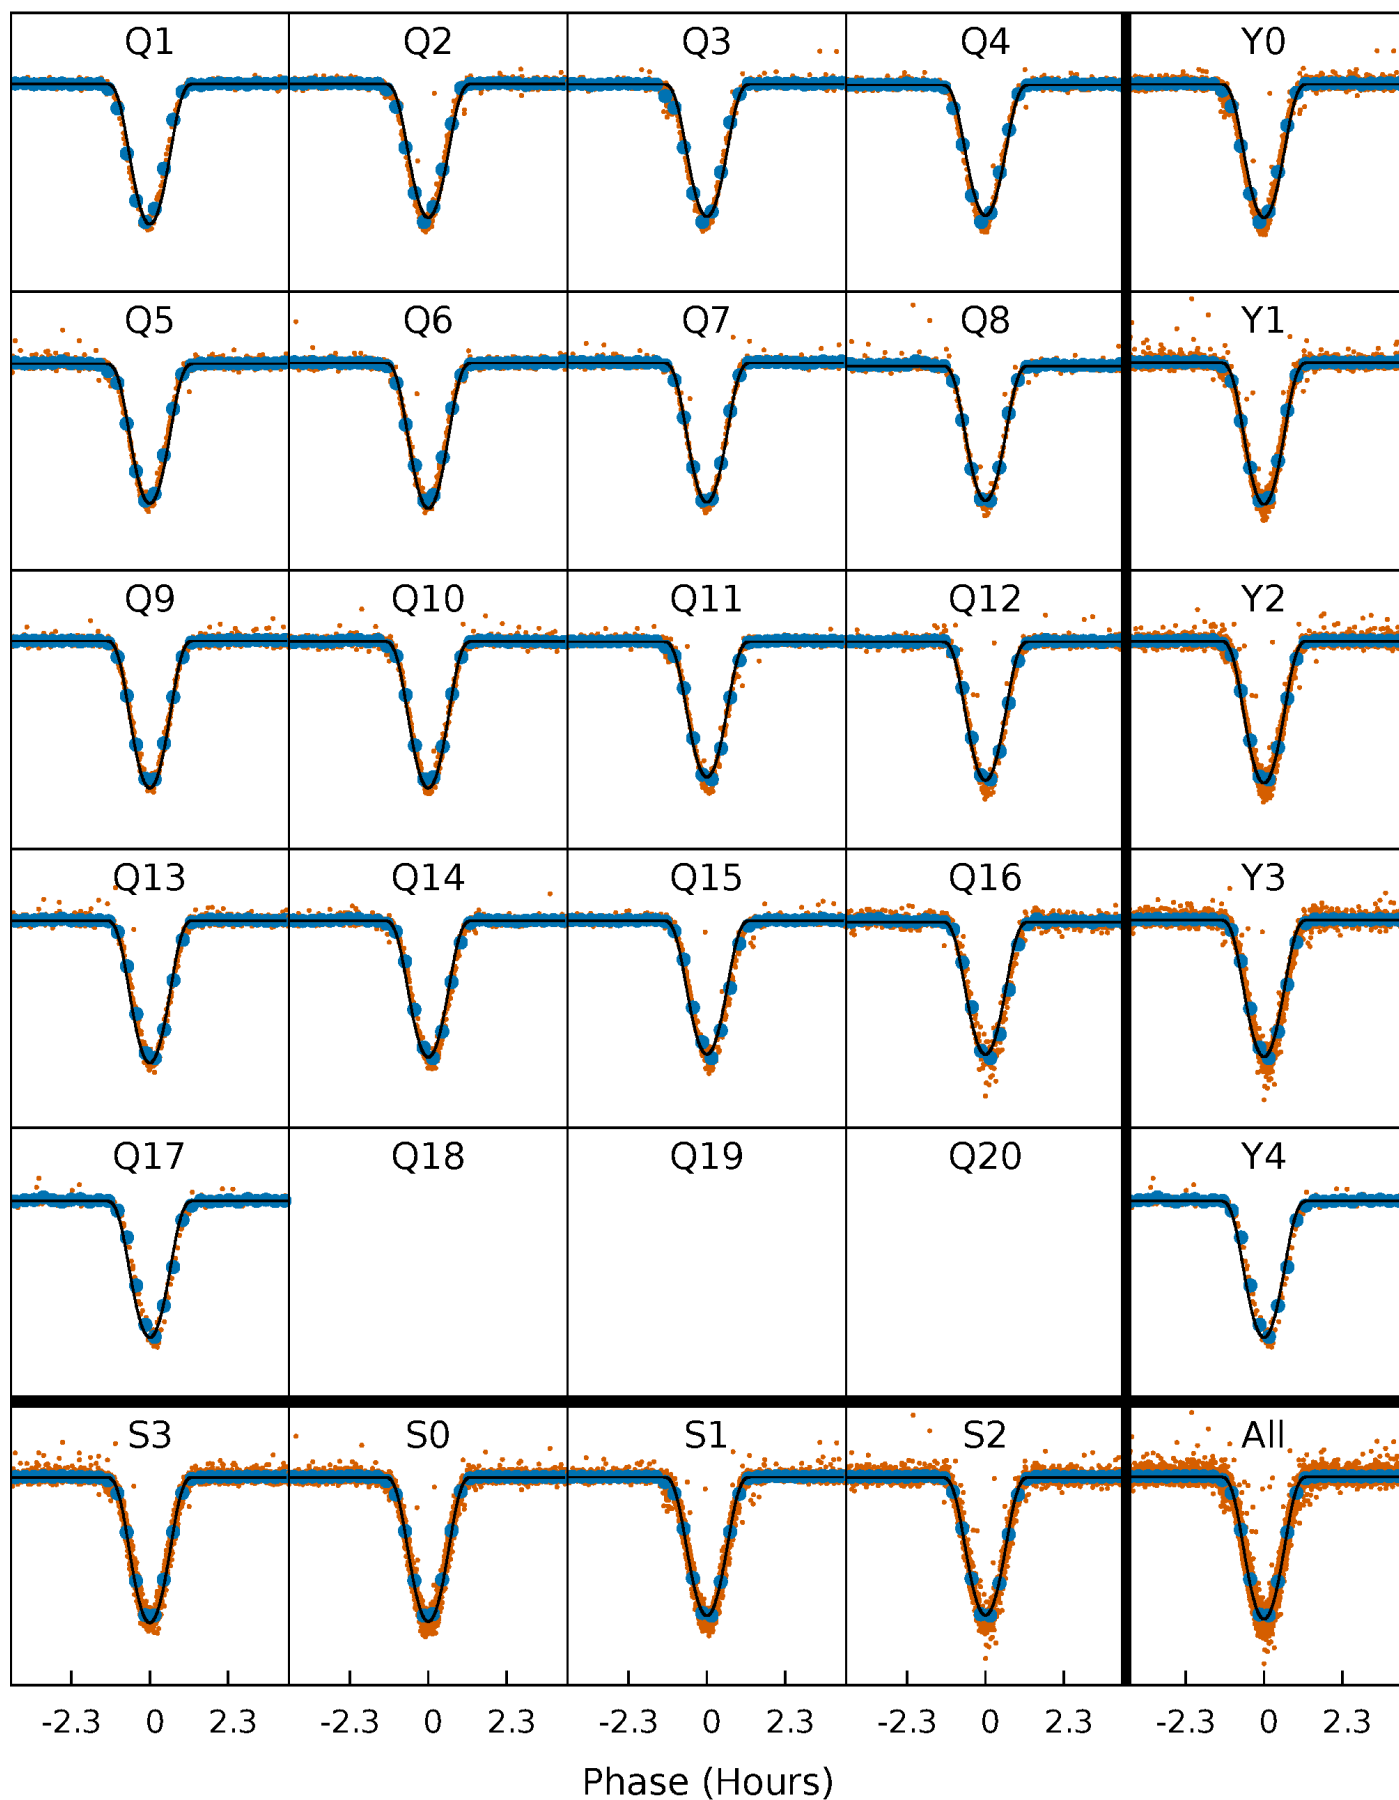 Q1 Q2 Q3 Q4 Y0
Q5 Q6 Q7 Q8 Y1
Q9 Q10 Q11 Q12 Y2
Q13 Q14 Q15 Q16 Y3
Q17 Q18 Q19 Q20 Y4
S3 S0 S1 S2 All
-2.3 0 2.3 -2.3 0 2.3 -2.3 0 2.3 -2.3 0 2.3 -2.3 0 2.3
Phase (Hours)